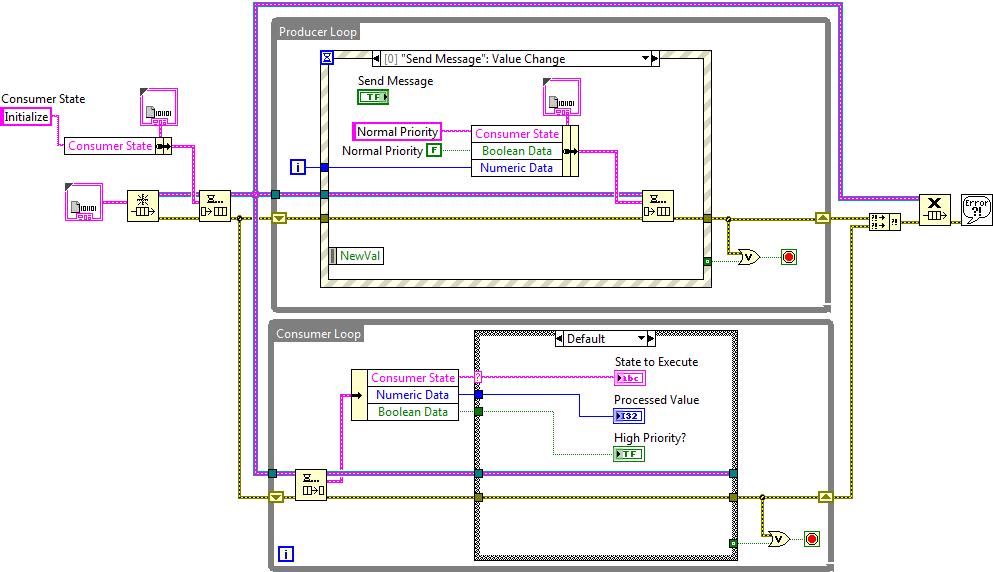 Producer Loop
[0] "Send Message": Value Change
Send Message
TF
Consumer State
Initialize
Consumer State
Normal Priority
Consumer State
Normal Priority
F
Boolean Data
i
Numeric Data
NewVal
V
Error
?!
Consumer Loop
Default
Consumer State
Numeric Data
Boolean Data
?
State to Execute
abc
Processed Value
I32
High Priority?
TF
V
i